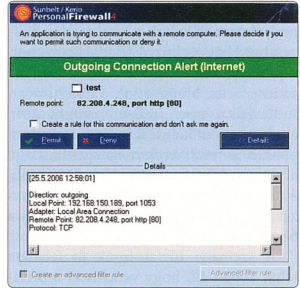 Sunbelt / Kerio
Personal Firewall 4
An application is trying to communicate with a remote computer. Please decide if you
want to permit such communication or deny it.
Outgoing Connection Alert (Internet)
test
Remote point: 82.208.4.248, port http [80]
Create a rule for this communication and don't ask me again.
Permit Deny Details
Details
[25.5.2006 12:58:01]
Direction: outgoing
Local Point: 192.168.150.189, port 1053
Adapter: Local Area Connection
Remote Point: 82.208.4.248, port http [80]
Protocol: TCP
Create an advanced filter rule Advanced filter rule...